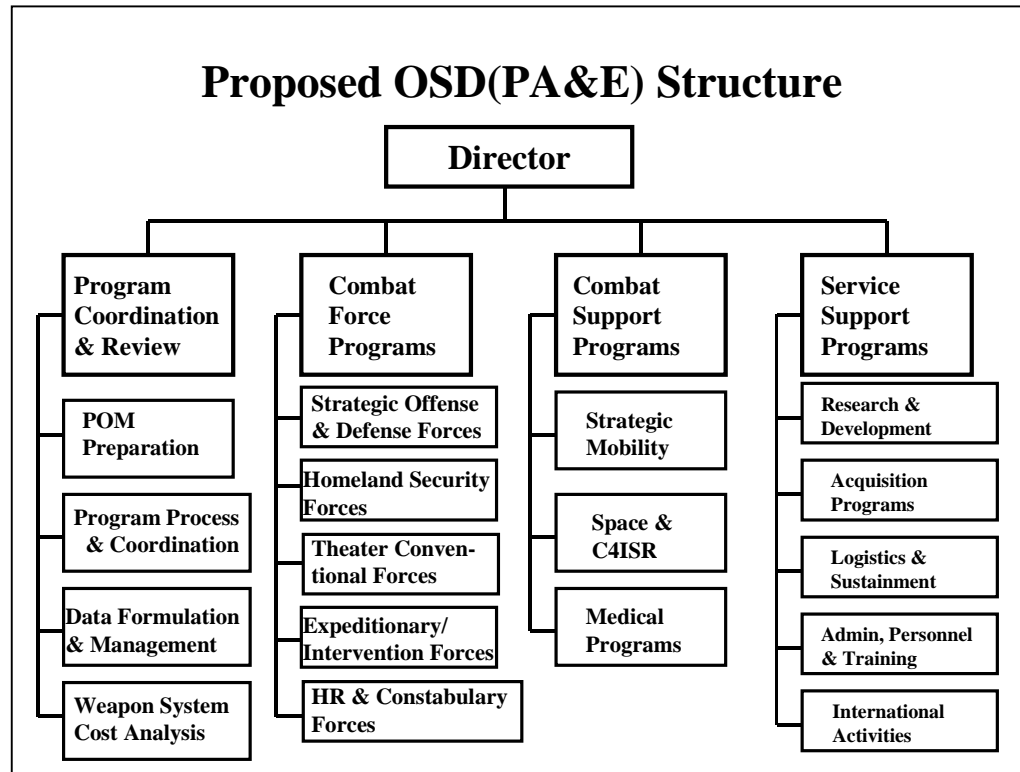 Proposed OSD(PA&E) Structure
Director
Program
Coordination
& Review
POM
Preparation
Program Process
& Coordination
Data Formulation
& Management
Weapon System
Cost Analysis
Combat
Force
Programs
Strategic Offense
& Defense Forces
Homeland Security
Forces
Theater Conven-
tional Forces
Expeditionary/
Intervention Forces
HR & Constabulary
Forces
Combat
Support
Programs
Strategic
Mobility
Space &
C4ISR
Medical
Programs
Service
Support
Programs
Research &
Development
Acquisition
Programs
Logistics &
Sustainment
Admin, Personnel
& Training
International
Activities